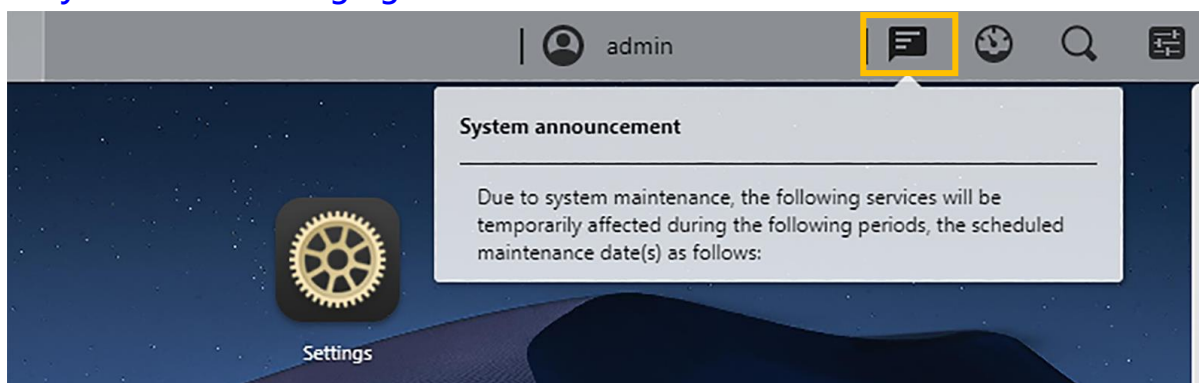 admin
System announcement
Due to system maintenance, the following services will be
temporarily affected during the following periods, the scheduled
maintenance date(s) as follows:
Settings